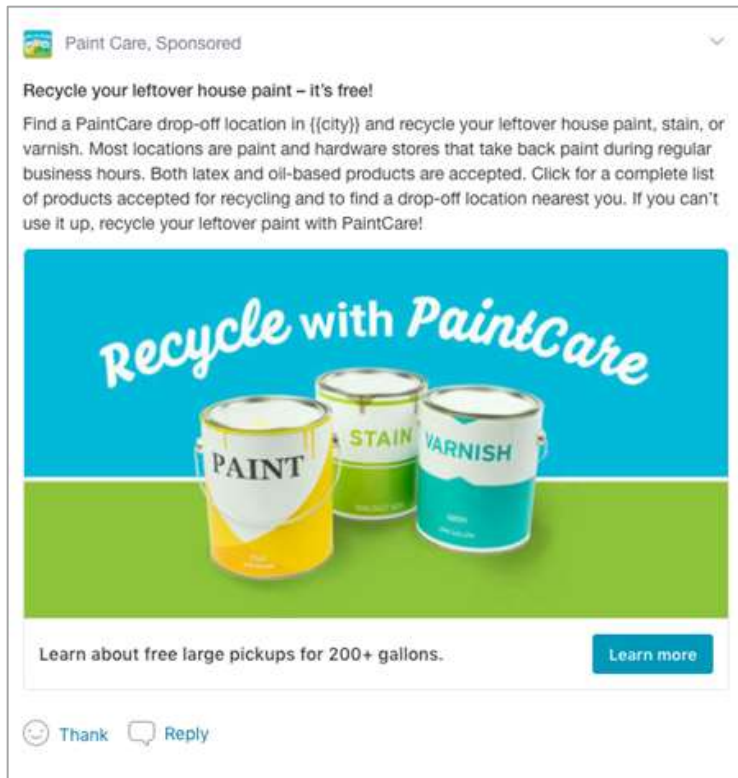 Paint Care, Sponsored
Recycle your leftover house paint – it's free!
Find a PaintCare drop-off location in {{city}} and recycle your leftover house paint, stain, or
varnish. Most locations are paint and hardware stores that take back paint during regular
business hours. Both latex and oil-based products are accepted. Click for a complete list
of products accepted for recycling and to find a drop-off location nearest you. If you can't
use it up, recycle your leftover paint with PaintCare!
Recycle with PaintCare
PAINT
STAIN
VARNISH
Learn about free large pickups for 200+ gallons.
Learn more
Thank
Reply